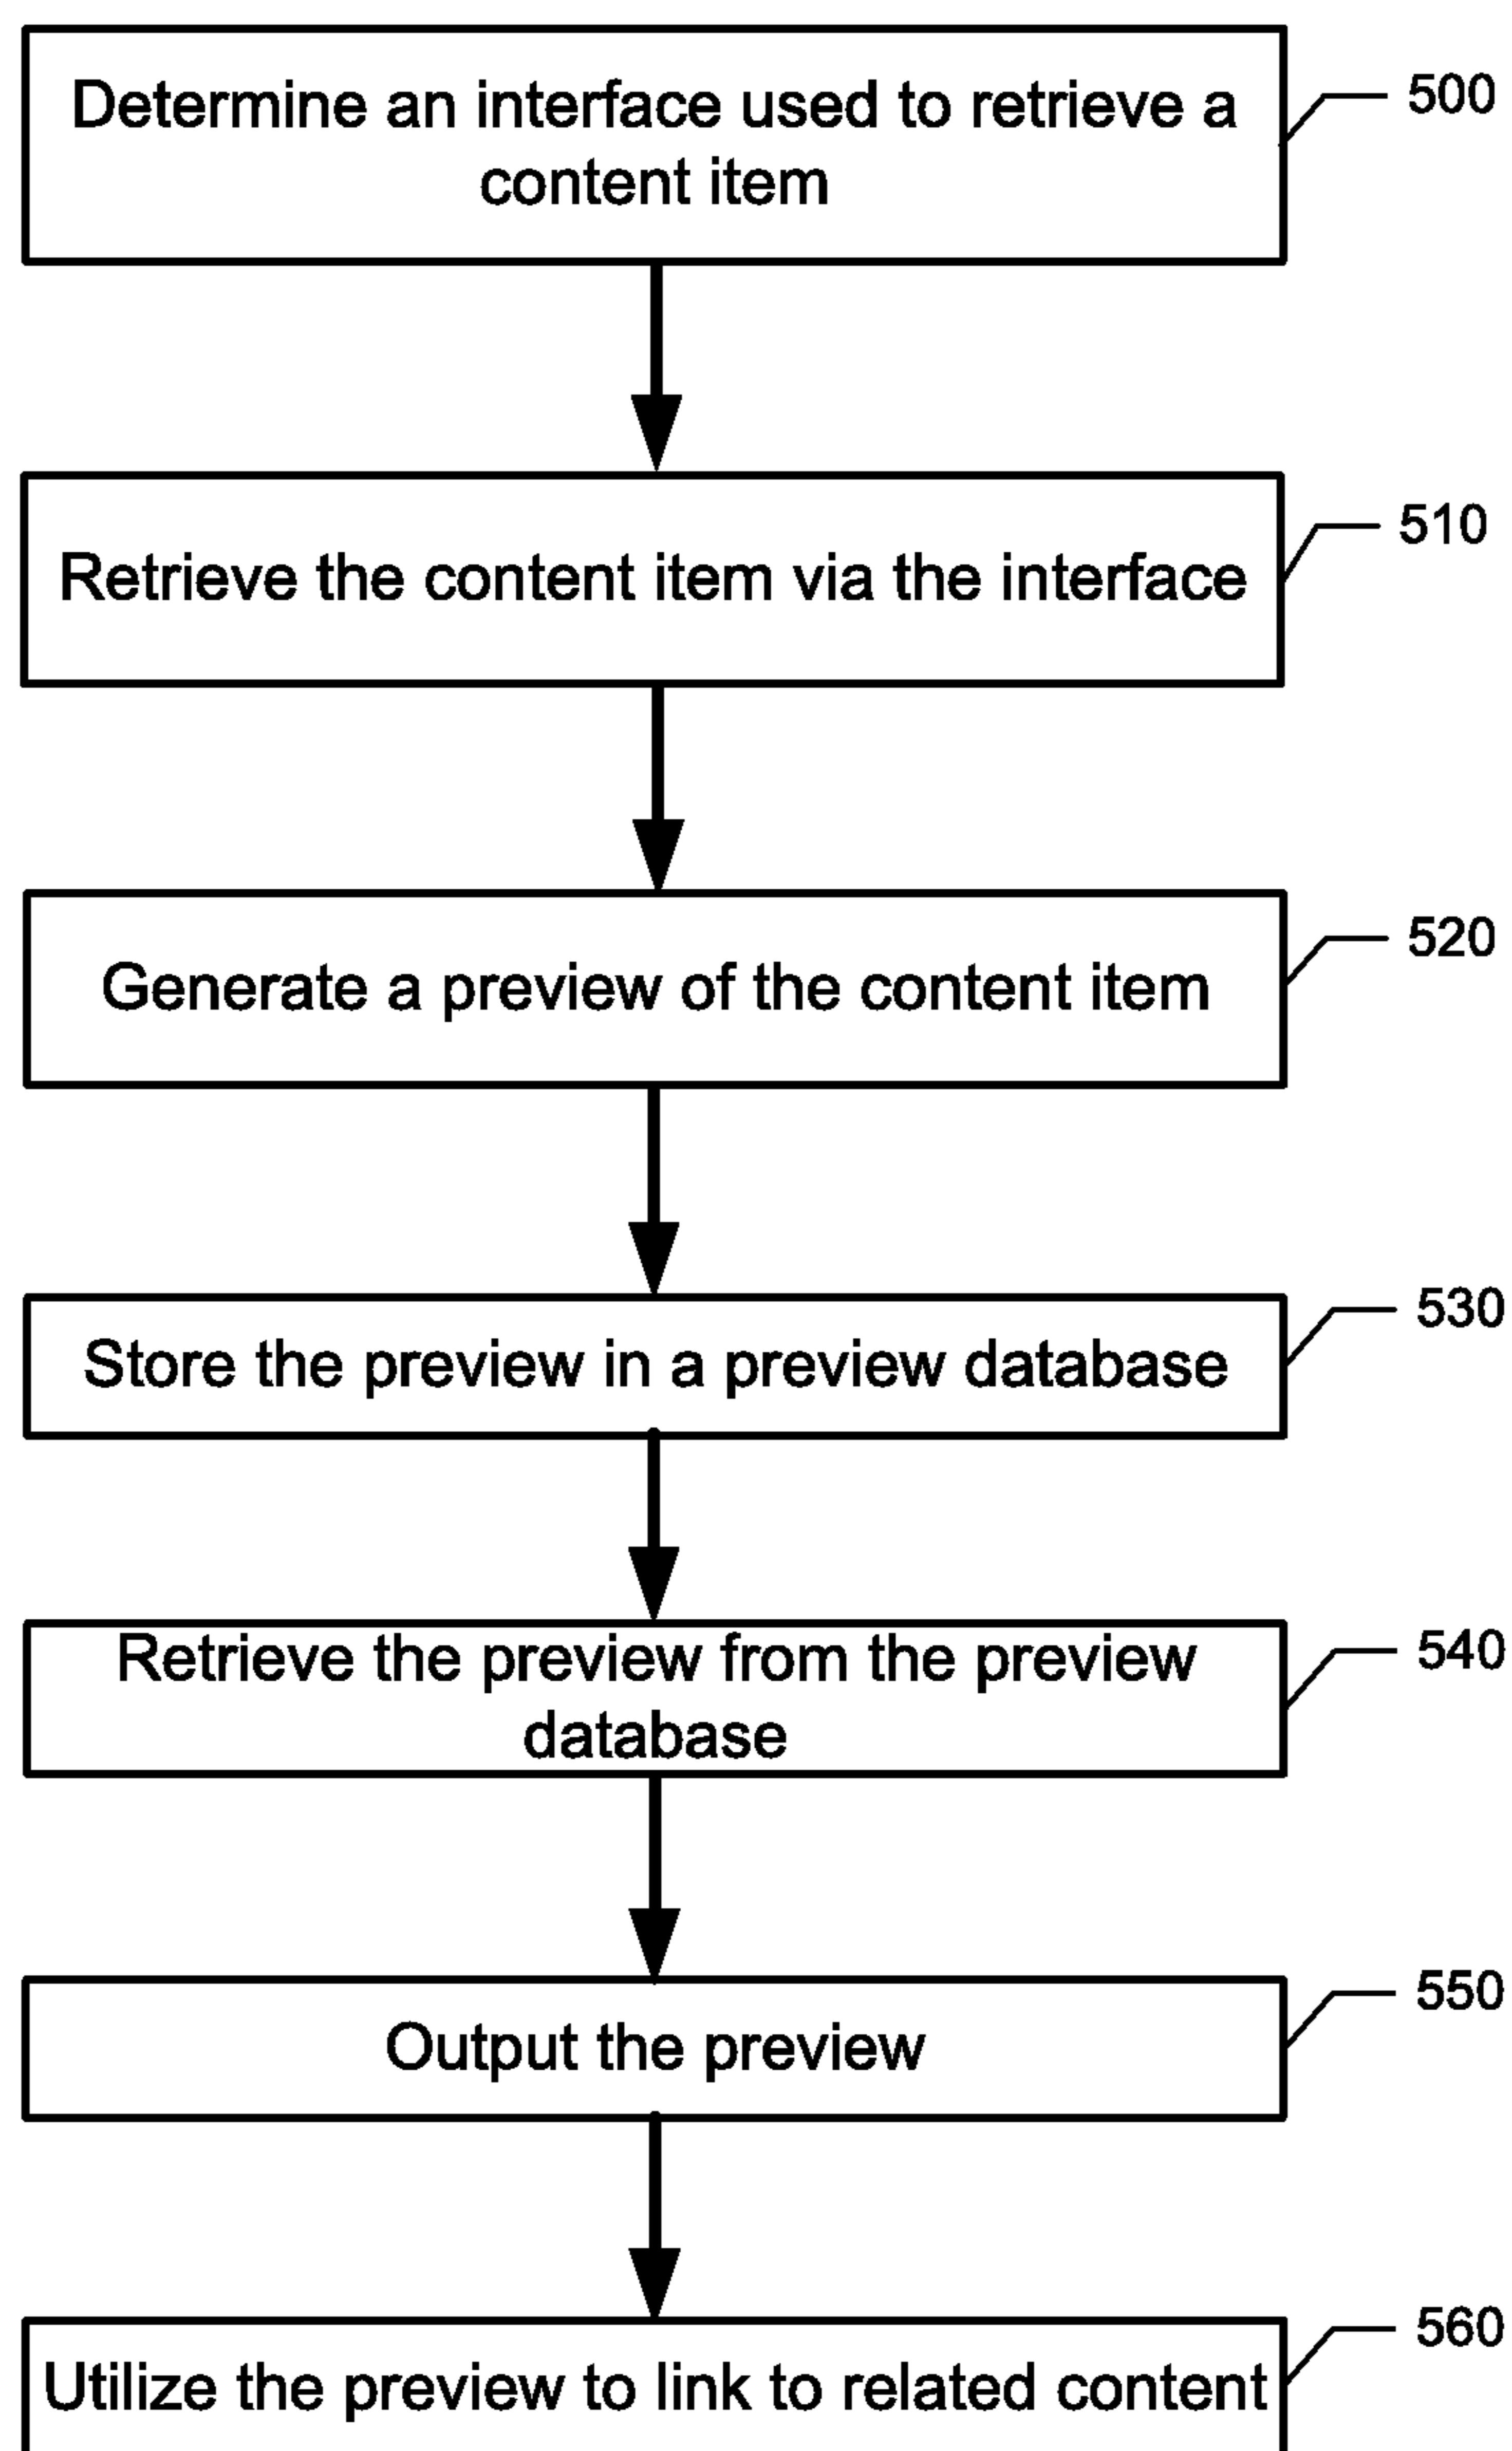 Determine an interface used to retrieve a
content item
500
Retrieve the content item via the interface
510
Generate a preview of the content item
520
Store the preview in a preview database
530
Retrieve the preview from the preview
database
540
Output the preview
550
Utilize the preview to link to related content
560